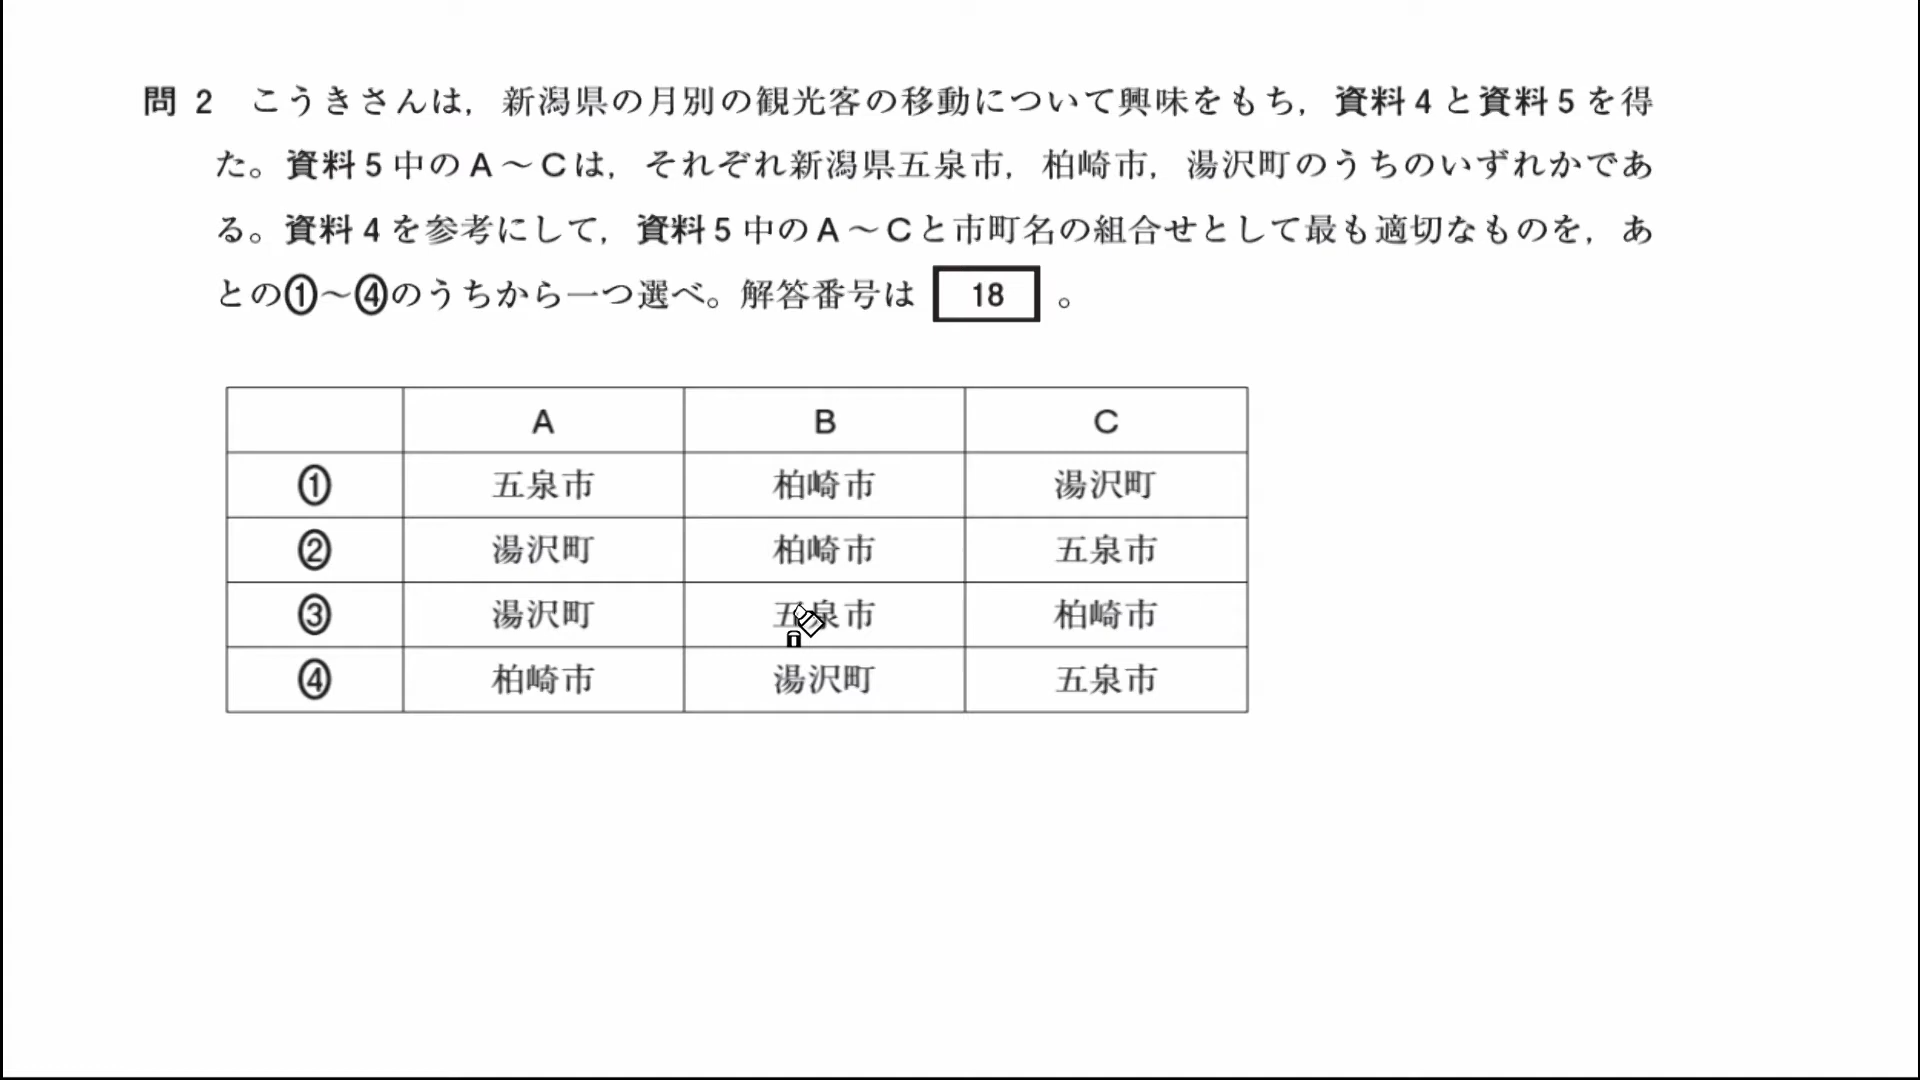 問 2 こうきさんは，新潟県の月別の観光客の移動について興味をもち，資料 4 と資料 5 を得
た。資料 5 中の A ～ C は，それぞれ新潟県五泉市，柏崎市，湯沢町のうちのいずれかであ
る。資料 4 を参考にして，資料 5 中の A ～ C と市町名の組合せとして最も適切なものを，あ
との①～④のうちから一つ選べ。解答番号は 18 。
A B C
① 五泉市 柏崎市 湯沢町
② 湯沢町 柏崎市 五泉市
③ 湯沢町 五泉市 柏崎市
④ 柏崎市 湯沢町 五泉市